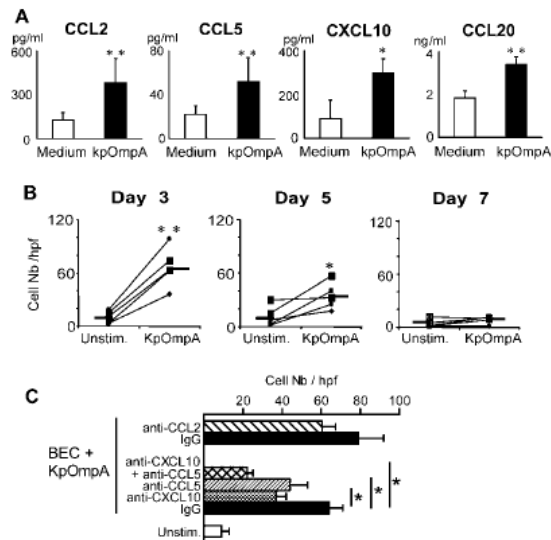 A
CCL2 CCL5 CXCL10 CCL20
pg/ml pg/ml pg/ml ng/ml
600 80 400 4
** ** * **
300 40 200 2
0 0 0 0
Medium kpOmpA Medium kpOmpA Medium kpOmpA Medium kpOmpA
B
Day 3 Day 5 Day 7
Cell Nb /hpf
120 120 120
** *
60 60 60
0 0 0
Unstim. KpOmpA Unstim. KpOmpA Unstim. KpOmpA
C
Cell Nb / hpf
0 20 40 60 80 100
BEC +
KpOmpA
anti-CCL2
IgG
anti-CXCL10
+ anti-CCL5
anti-CCL5
anti-CXCL10
IgG
* * *
Unstim.